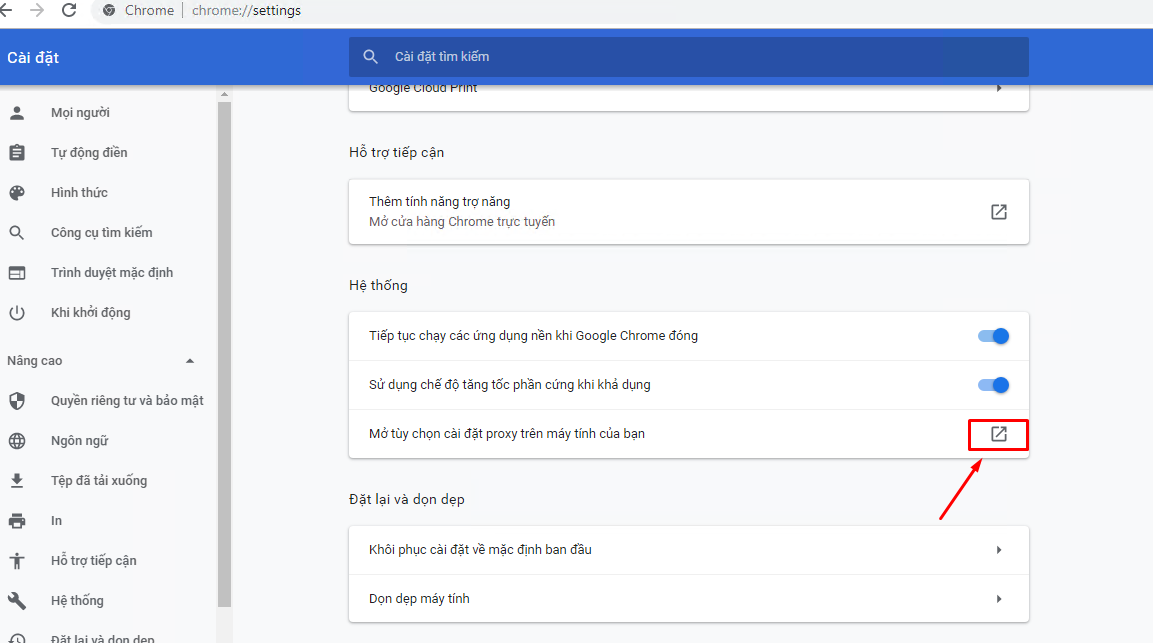 Chrome | chrome://settings
Cài đặt
Cài đặt tìm kiếm
Mọi người
Tự động điền
Hình thức
Công cụ tìm kiếm
Trình duyệt mặc định
Khi khởi động
Nâng cao
Quyền riêng tư và bảo mật
Ngôn ngữ
Tệp đã tải xuống
In
Hỗ trợ tiếp cận
Hệ thống
Đặt lại và dọn dẹp
Google Cloud Print
Hỗ trợ tiếp cận
Thêm tính năng trợ năng
Mở cửa hàng Chrome trực tuyến
Hệ thống
Tiếp tục chạy các ứng dụng nền khi Google Chrome đóng
Sử dụng chế độ tăng tốc phần cứng khi khả dụng
Mở tùy chọn cài đặt proxy trên máy tính của bạn
Đặt lại và dọn dẹp
Khôi phục cài đặt về mặc định ban đầu
Dọn dẹp máy tính